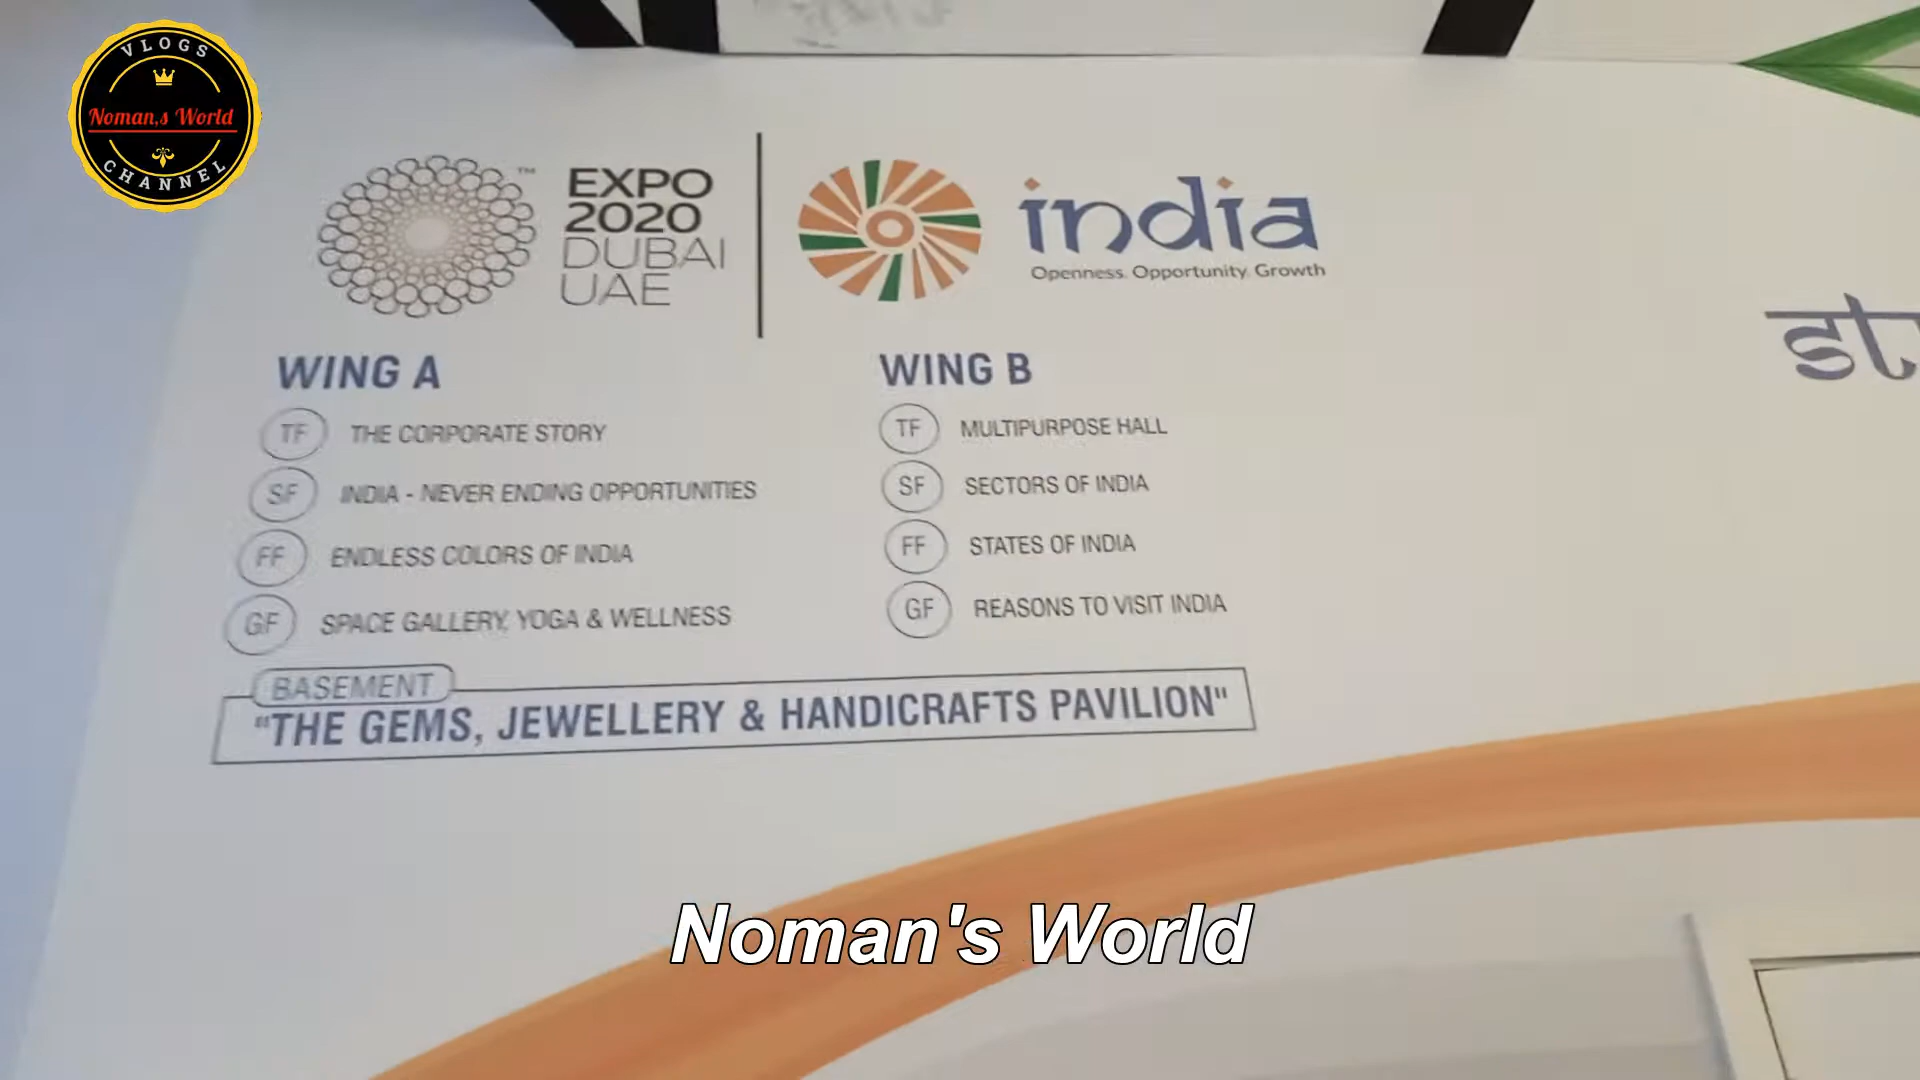 VLOGS
Noman,s World
CHANNEL
EXPO
2020
DUBAI
UAE
TM
india
Openness. Opportunity. Growth
WING A
TF THE CORPORATE STORY
SF INDIA - NEVER ENDING OPPORTUNITIES
FF ENDLESS COLORS OF INDIA
GF SPACE GALLERY, YOGA & WELLNESS
WING B
TF MULTIPURPOSE HALL
SF SECTORS OF INDIA
FF STATES OF INDIA
GF REASONS TO VISIT INDIA
BASEMENT
"THE GEMS, JEWELLERY & HANDICRAFTS PAVILION"
Noman's World